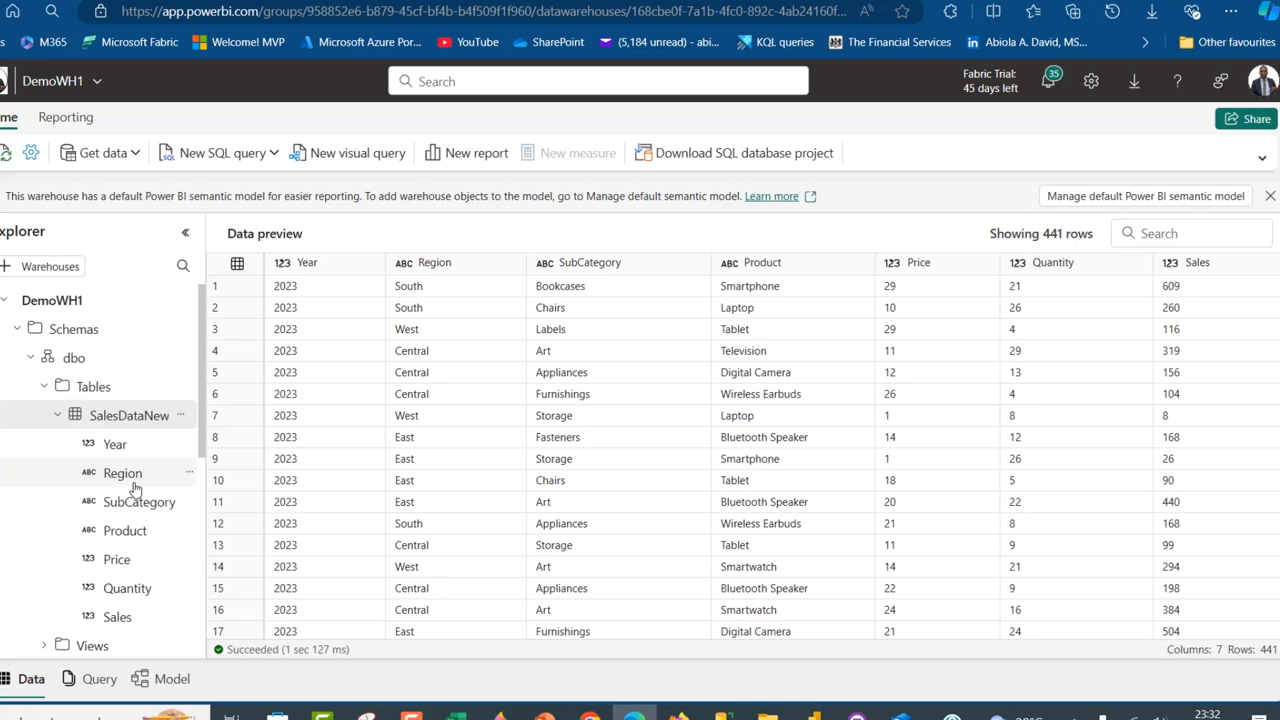 https://app.powerbi.com/groups/958852e6-b879-45cf-bf4b-b4f509f1f960/datawarehouses/168cbe0f-7a1b-4fc0-892c-4ab24160f...
s M365 Microsoft Fabric Welcome! MVP Microsoft Azure Por... YouTube SharePoint (5,184 unread) - abi... KQL queries The Financial Services Abiola A. David, MS... Other favourites
DemoWH1 Search Fabric Trial: 35
45 days left
me Reporting Share
Get data New SQL query New visual query New report New measure Download SQL database project
This warehouse has a default Power BI semantic model for easier reporting. To add warehouse objects to the model, go to Manage default semantic model. Learn more Manage default Power BI semantic model
xplorer «
Warehouses
DemoWH1
Schemas
dbo
Tables
SalesDataNew ...
123 Year
ABC Region ...
ABC SubCategory
ABC Product
123 Price
123 Quantity
123 Sales
Views
Data preview Showing 441 rows Search
123 Year ABC Region ABC SubCategory ABC Product 123 Price 123 Quantity 123 Sales
1 2023 South Bookcases Smartphone 29 21 609
2 2023 South Chairs Laptop 10 26 260
3 2023 West Labels Tablet 29 4 116
4 2023 Central Art Television 11 29 319
5 2023 Central Appliances Digital Camera 12 13 156
6 2023 Central Furnishings Wireless Earbuds 26 4 104
7 2023 West Storage Laptop 1 8 8
8 2023 East Fasteners Bluetooth Speaker 14 12 168
9 2023 East Storage Smartphone 1 26 26
10 2023 East Chairs Tablet 18 5 90
11 2023 East Art Bluetooth Speaker 20 22 440
12 2023 South Appliances Wireless Earbuds 21 8 168
13 2023 Central Storage Tablet 11 9 99
14 2023 West Art Smartwatch 14 21 294
15 2023 Central Appliances Bluetooth Speaker 22 9 198
16 2023 Central Art Smartwatch 24 16 384
17 2023 East Furnishings Digital Camera 21 24 504
Succeeded (1 sec 127 ms) Columns: 7 Rows: 441
Data Query Model
23:32